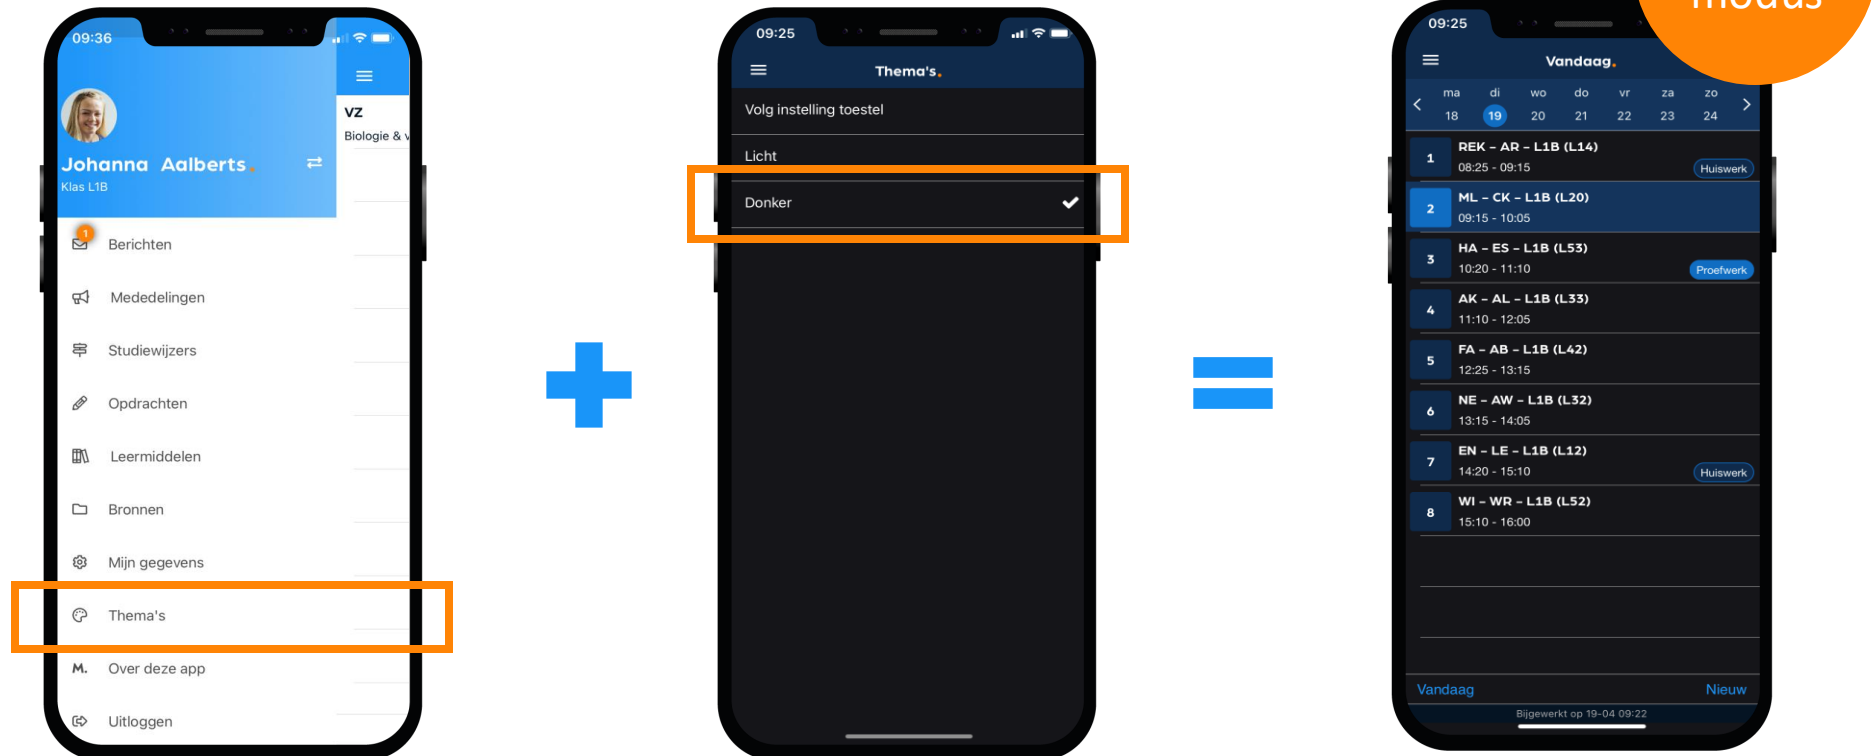 09:36
Johanna Aalberts.
Klas L1B
VZ
Biologie & v
1
Berichten
Mededelingen
Studiewijzers
Opdrachten
Leermiddelen
Bronnen
Mijn gegevens
Thema's
M. Over deze app
Uitloggen
09:25
Thema's.
Volg instelling toestel
Licht
Donker
modus
09:25
Vandaag.
ma di wo do vr za zo
18 19 20 21 22 23 24
1 REK - AR - L1B (L14)
08:25 - 09:15
Huiswerk
2 ML - CK - L1B (L20)
09:15 - 10:05
3 HA - ES - L1B (L53)
10:20 - 11:10
Proefwerk
4 AK - AL - L1B (L33)
11:10 - 12:05
5 FA - AB - L1B (L42)
12:25 - 13:15
6 NE - AW - L1B (L32)
13:15 - 14:05
7 EN - LE - L1B (L12)
14:20 - 15:10
Huiswerk
8 WI - WR - L1B (L52)
15:10 - 16:00
Vandaag Nieuw
Bijgewerkt op 19-04 09:22